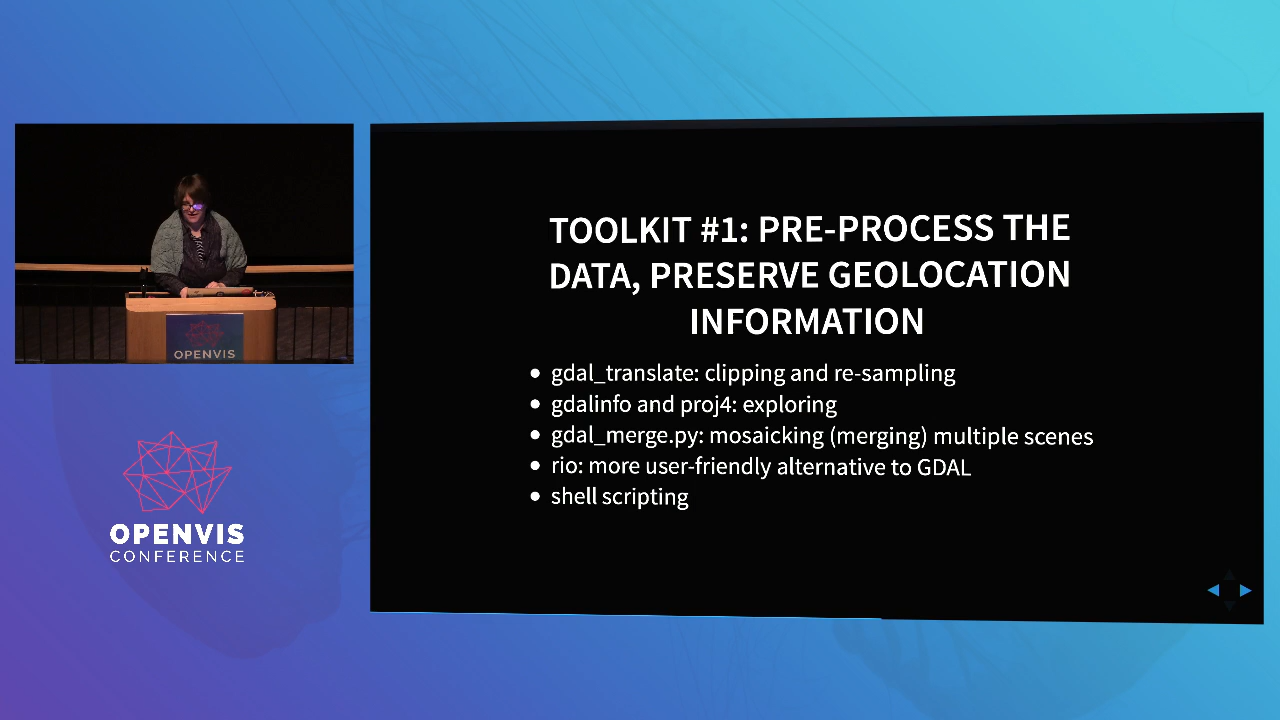 OPENVIS
OPENVIS
CONFERENCE
TOOLKIT #1: PRE-PROCESS THE
DATA, PRESERVE GEOLOCATION
INFORMATION
• gdal_translate: clipping and re-sampling
• gdalinfo and proj4: exploring
• gdal_merge.py: mosaicking (merging) multiple scenes
• rio: more user-friendly alternative to GDAL
• shell scripting